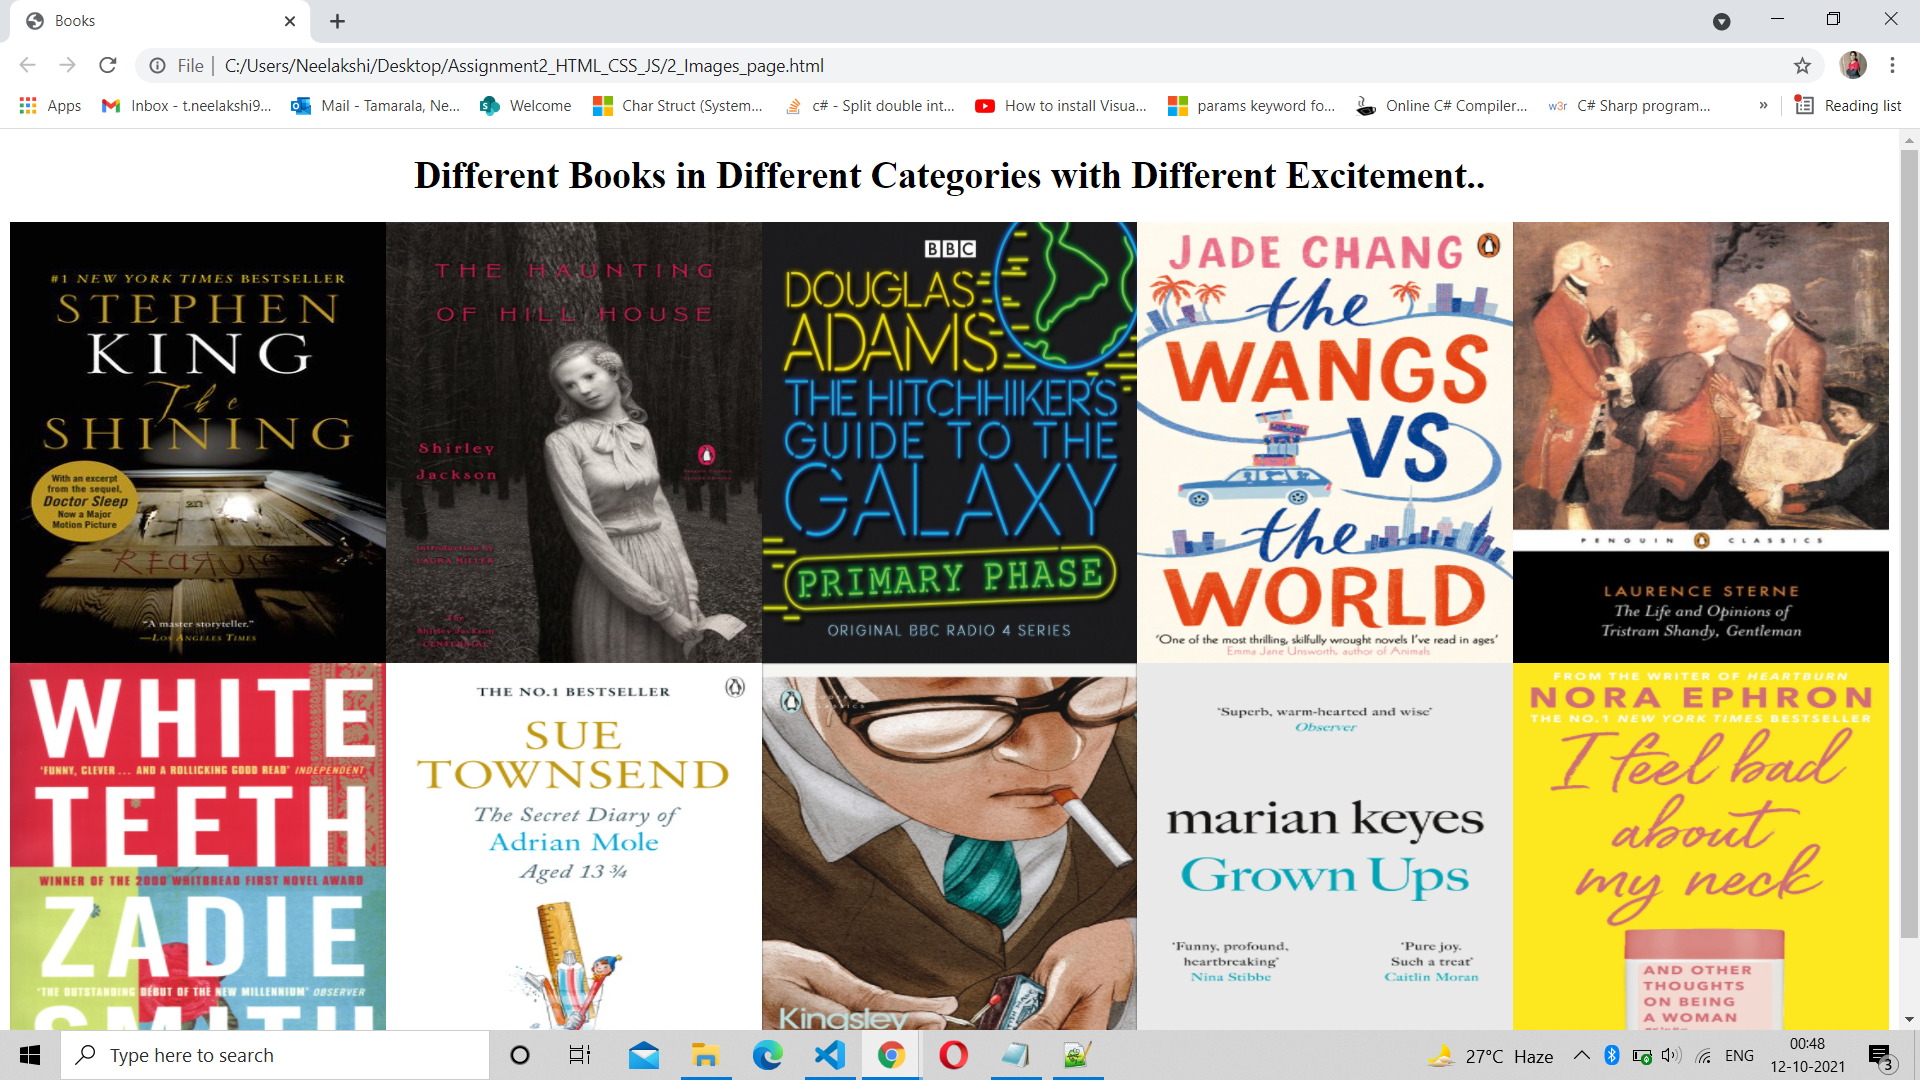 Books
File
C:/Users/Neelakshi/Desktop/Assignment2_HTML_CSS_JS/2_Images_page.html
Apps
Inbox - t.neelakshi9...
Mail - Tamarala, Ne...
Welcome
Char Struct (System...
c# - Split double int...
How to install Visua...
params keyword fo...
Online C# Compiler...
w3r C# Sharp program...
»
Reading list
Different Books in Different Categories with Different Excitement..
#1 NEW YORK TIMES BESTSELLER
STEPHEN
KING
The
SHINING
With an excerpt
from the sequel,
Doctor Sleep
Now a Major
Motion Picture
217
REDRUM
"A master storyteller."
—LOS ANGELES TIMES
THE HAUNTING
OF HILL HOUSE
Shirley
Jackson
Introduction by
LAURA MILLER
The
Shirley Jackson
CENTENNIAL
BBC
DOUGLAS
ADAMS
THE HITCHHIKER'S
GUIDE TO THE
GALAXY
PRIMARY PHASE
ORIGINAL BBC RADIO 4 SERIES
JADE CHANG
the
WANGS
VS
the
WORLD
'One of the most thrilling, skilfully wrought novels I've read in ages'
Emma Jane Unsworth, author of Animals
PENGUIN CLASSICS
LAURENCE STERNE
The Life and Opinions of
Tristram Shandy, Gentleman
WHITE
'FUNNY, CLEVER ... AND A ROLLICKING GOOD READ' INDEPENDENT
TEETH
WINNER OF THE 2000 WHITBREAD FIRST NOVEL AWARD
ZADIE
'THE OUTSTANDING DEBUT OF THE NEW MILLENNIUM' OBSERVER
SMITH
THE NO.1 BESTSELLER
SUE
TOWNSEND
The Secret Diary of
Adrian Mole
Aged 13 ¾
Kingsley
'Superb, warm-hearted and wise'
Observer
marian keyes
Grown Ups
'Funny, profound,
heartbreaking'
Nina Stibbe
'Pure joy.
Such a treat'
Caitlin Moran
FROM THE WRITER OF HEARTBURN
NORA EPHRON
THE NO.1 NEW YORK TIMES BESTSELLER
I feel bad
about
my neck
AND OTHER
THOUGHTS
ON BEING
A WOMAN
Type here to search
27°C Haze
ENG
00:48
12-10-2021
3